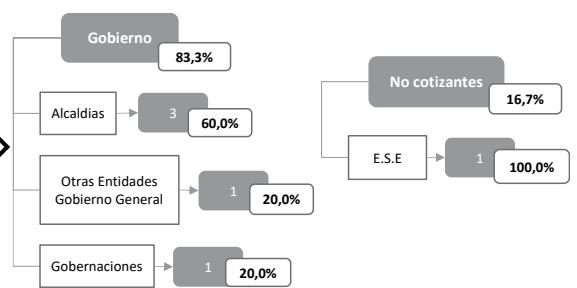 Gobierno
83,3%
Alcaldias
3
60,0%
Otras Entidades
Gobierno General
1
20,0%
Gobernaciones
1
20,0%
No cotizantes
16,7%
E.S.E
1
100,0%